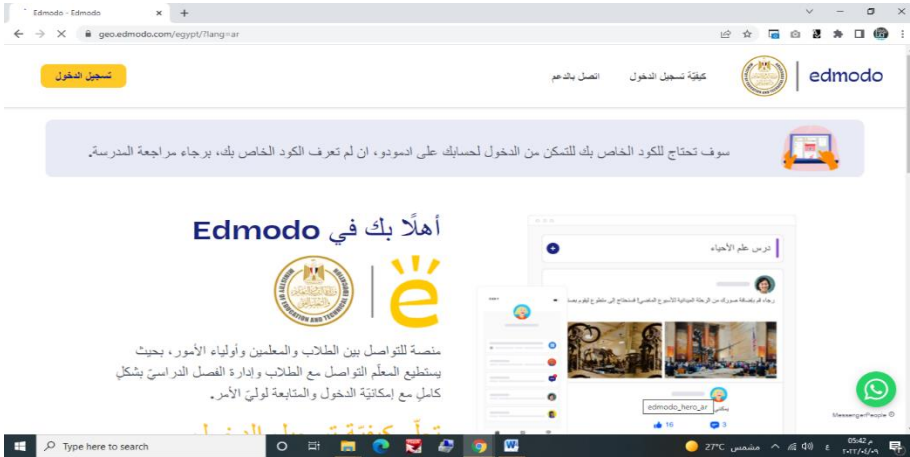 Edmodo - Edmodo
geo.edmodo.com/egypt/?lang=ar
edmodo
كيفيّة تسجيل الدخول
اتصل بالدعم
تسجيل الدخول
سوف تحتاج للكود الخاص بك للتمكن من الدخول لحسابك على ادمودو، ان لم تعرف الكود الخاص بك، برجاء مراجعة المدرسة.
أهلًا بك في Edmodo
منصة للتواصل بين الطلاب والمعلمين وأولياء الأمور، بحيث
يستطيع المعلّم التواصل مع الطلاب وإدارة الفصل الدراسيّ بشكلٍ
كاملٍ مع إمكانيّة الدخول والمتابعة لوليّ الأمر.
درس علم الأحياء
edmodo_hero_ar
16
3
MessengerPeople ©
Type here to search
27°C مشمس
05:42 م
٢٠٢٢/٠٤/٠٩